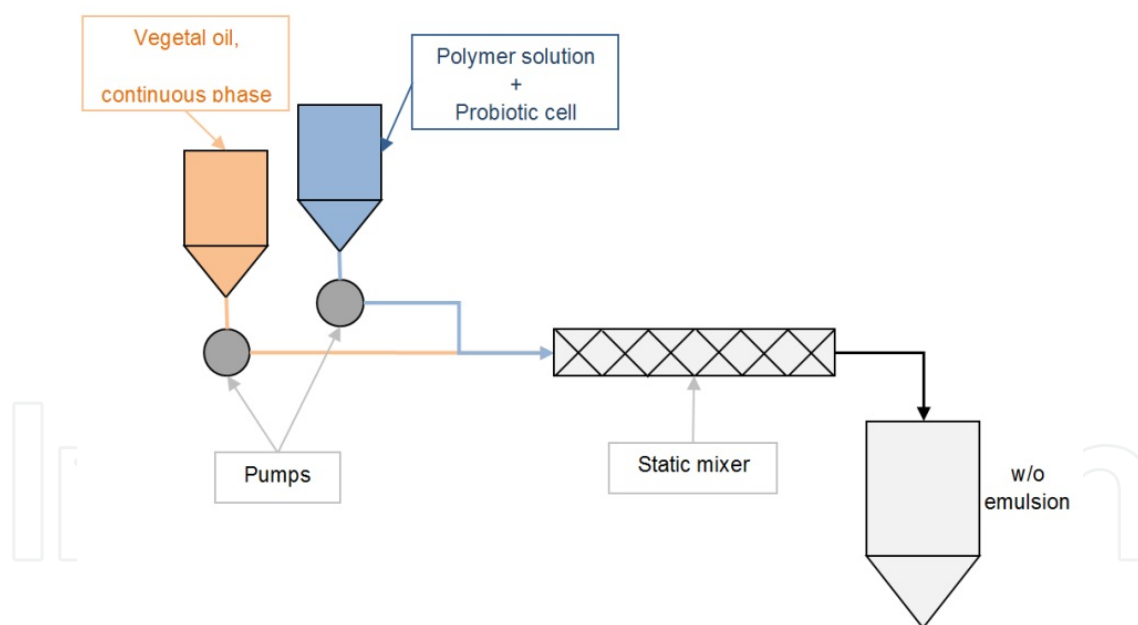 Vegetal oil,
continuous phase
Polymer solution
+
Probiotic cell
Pumps
Static mixer
w/o
emulsion